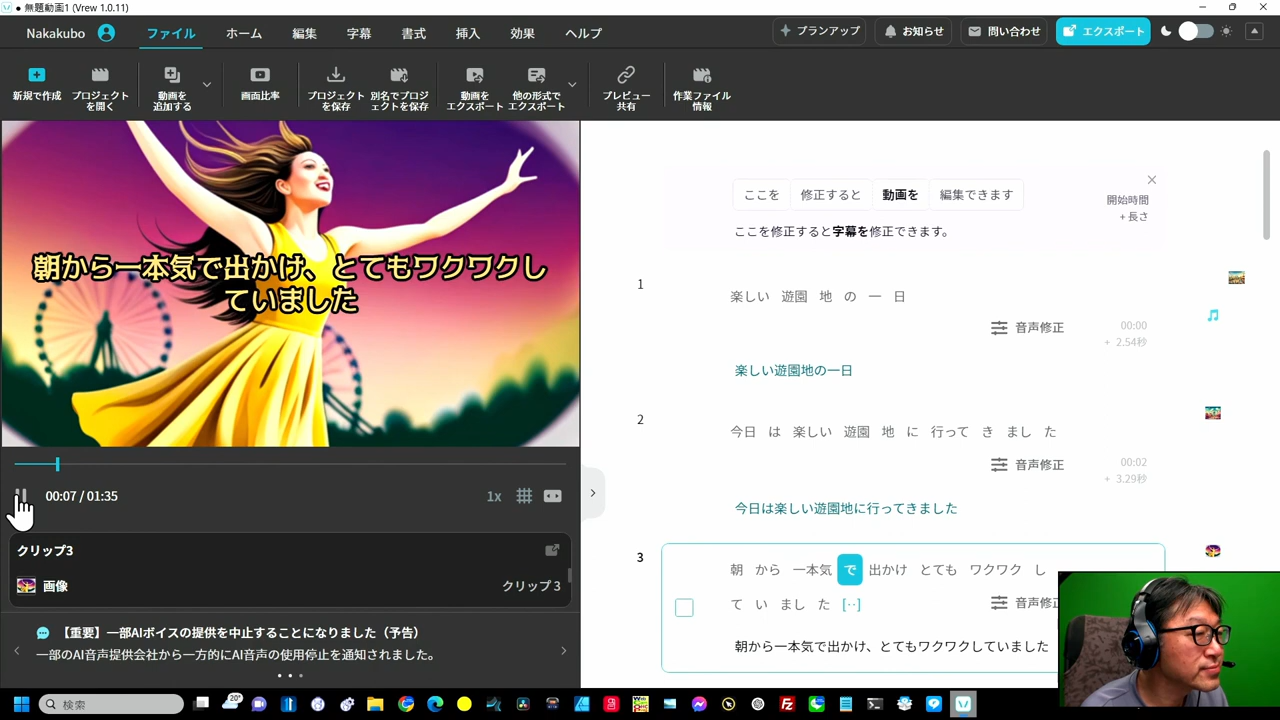 ● 無題動画1 (Vrew 1.0.11)
Nakakubo ファイル ホーム 編集 字幕 書式 挿入 効果 ヘルプ プランアップ お知らせ 問い合わせ エクスポート
新規で作成 プロジェクトを開く 動画を追加する 画面比率 プロジェクトを保存 別名でプロジェクトを保存 動画をエクスポート 他の形式でエクスポート プレビュー共有 作業ファイル情報
朝から一本気で出かけ、とてもワクワクし
ていました
00:07 / 01:35 1x
クリップ3
画像 クリップ 3
【重要】一部AIボイスの提供を中止することになりました（予告）
一部のAI音声提供会社から一方的にAI音声の使用停止を通知されました。
ここを 修正すると 動画を 編集できます
開始時間
+ 長さ
ここを修正すると字幕を修正できます。
1
楽しい 遊園 地 の 一 日
音声修正 00:00
+ 2.54秒
楽しい遊園地の一日
2
今日 は 楽しい 遊園 地 に 行って き まし た
音声修正 00:02
+ 3.29秒
今日は楽しい遊園地に行ってきました
3
朝 から 一本気 で 出かけ とても ワクワク し
て い まし た [··] 音声修正
朝から一本気で出かけ、とてもワクワクしていました
検索
20°